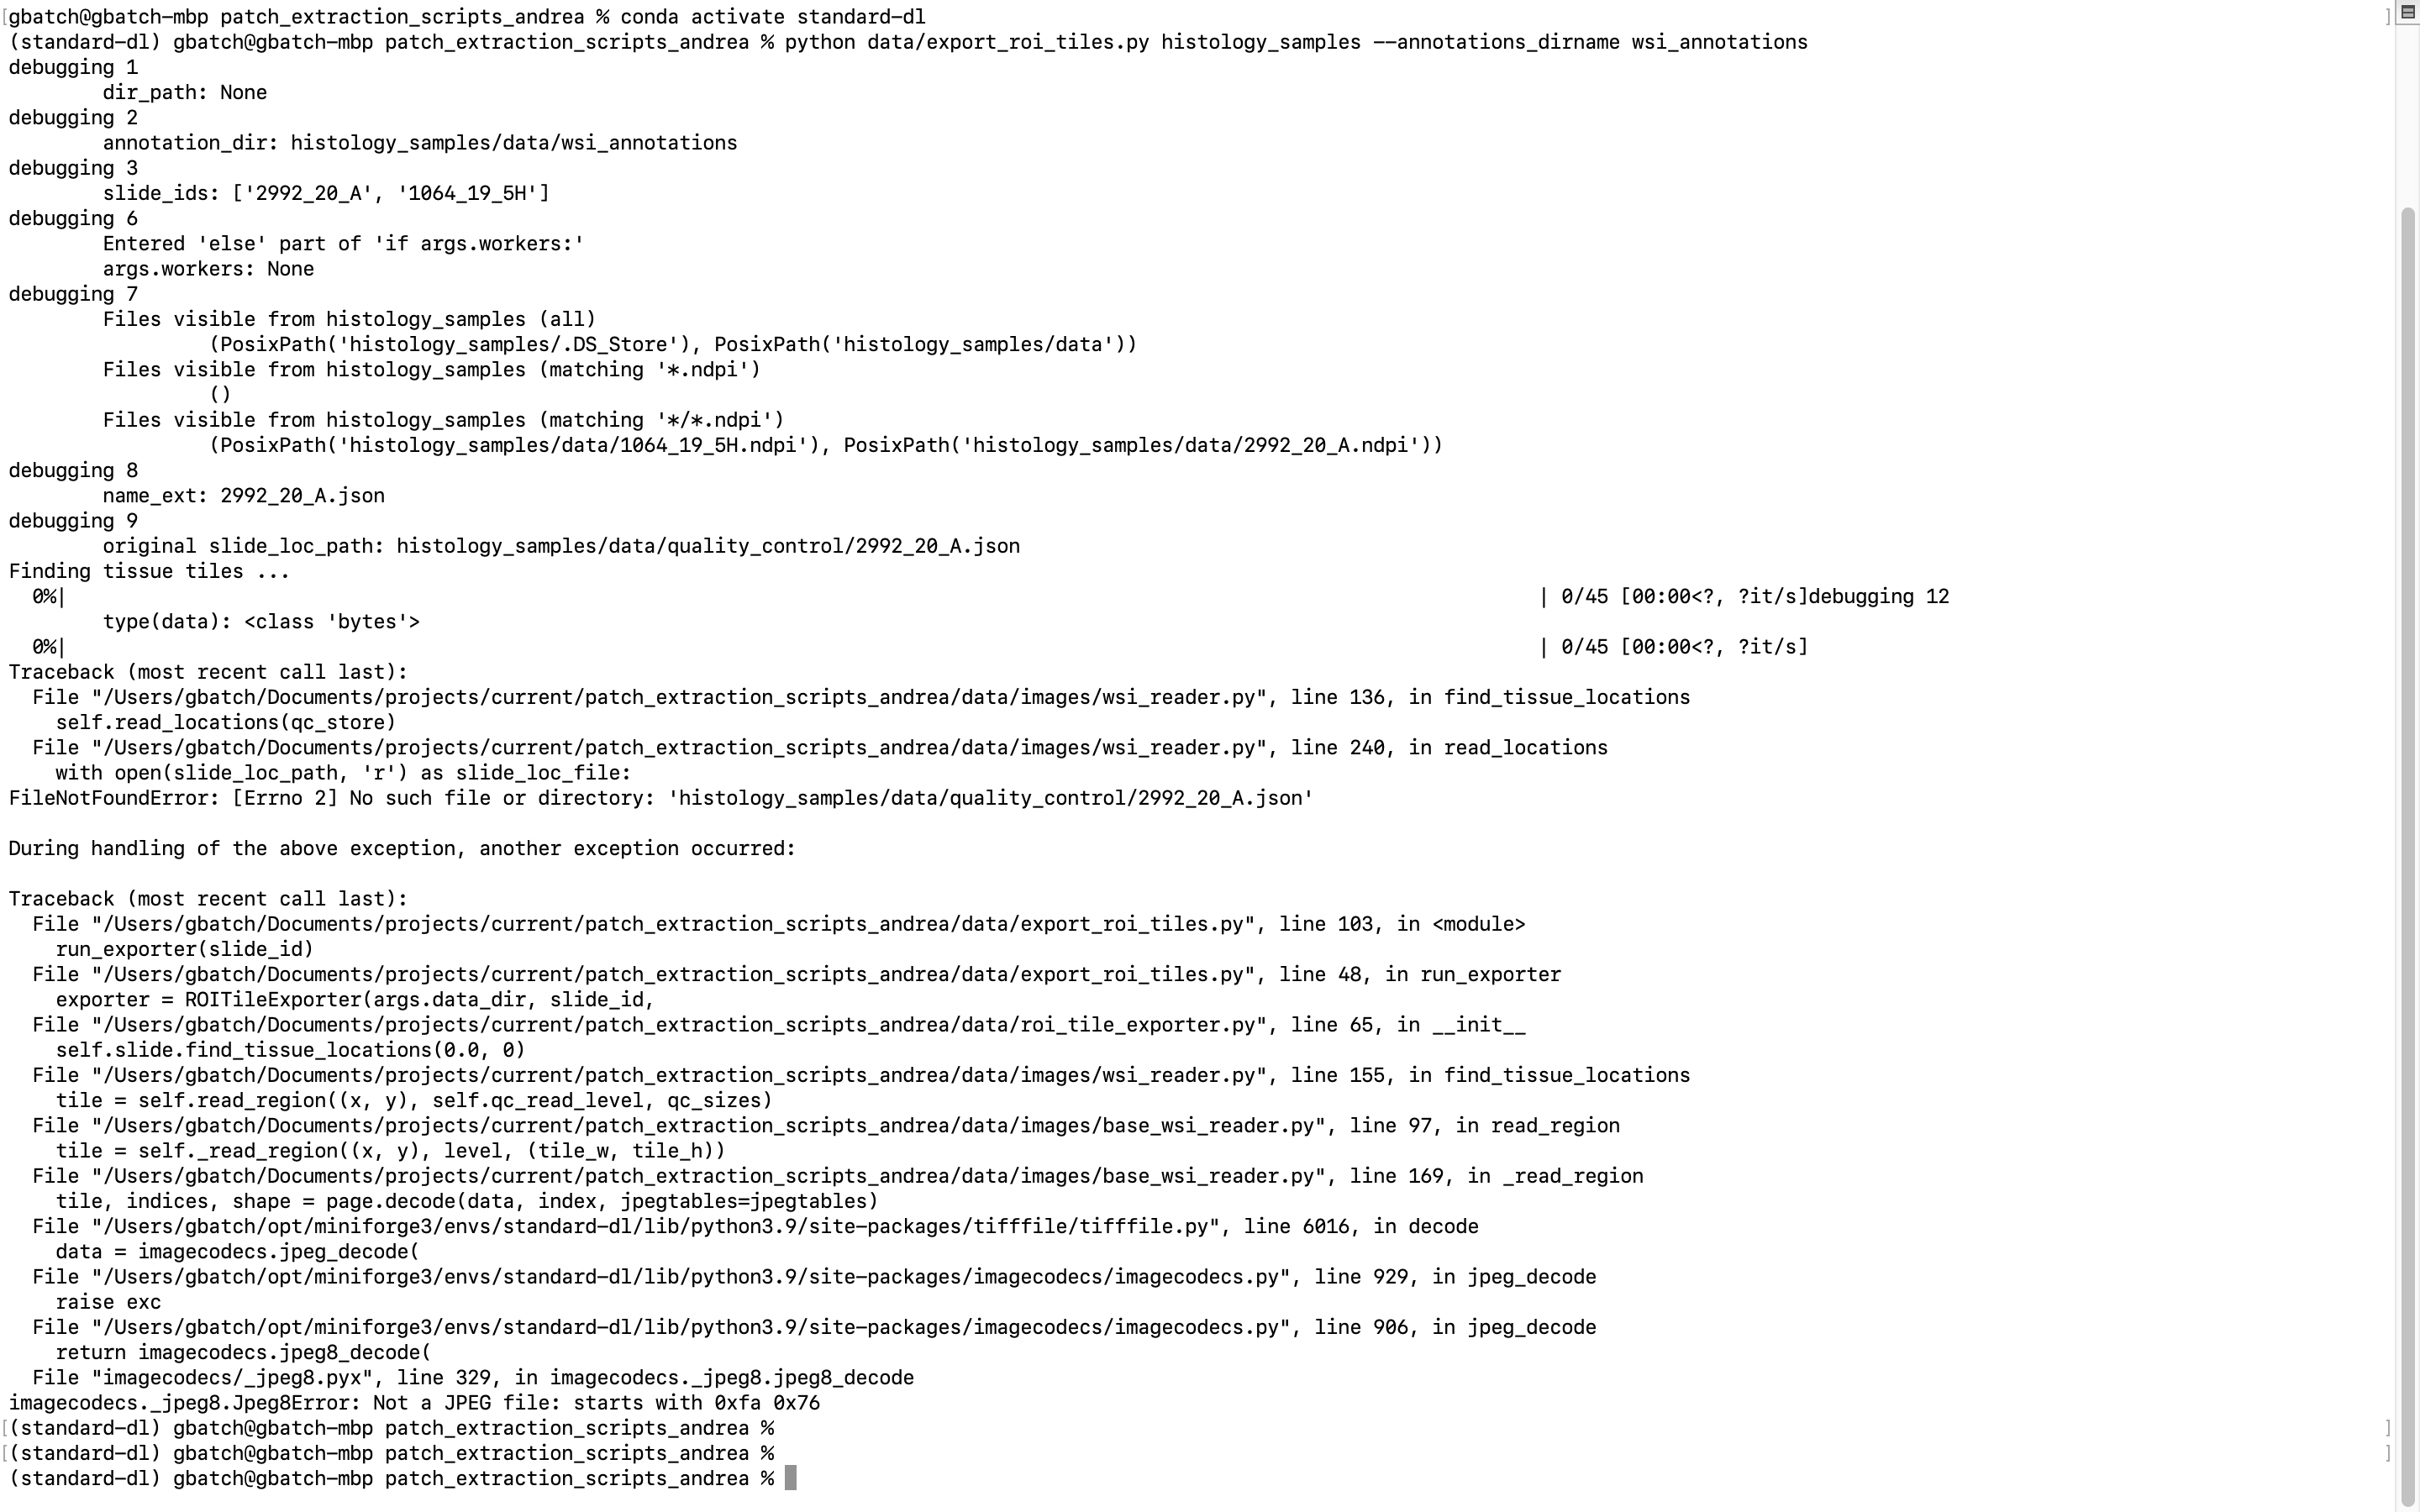 [gbatch@gbatch-mbp patch_extraction_scripts_andrea % conda activate standard-dl ]
(standard-dl) gbatch@gbatch-mbp patch_extraction_scripts_andrea % python data/export_roi_tiles.py histology_samples --annotations_dirname wsi_annotations
debugging 1
        dir_path: None
debugging 2
        annotation_dir: histology_samples/data/wsi_annotations
debugging 3
        slide_ids: ['2992_20_A', '1064_19_5H']
debugging 6
        Entered 'else' part of 'if args.workers:'
        args.workers: None
debugging 7
        Files visible from histology_samples (all)
                 (PosixPath('histology_samples/.DS_Store'), PosixPath('histology_samples/data'))
        Files visible from histology_samples (matching '*.ndpi')
                 ()
        Files visible from histology_samples (matching '*/*.ndpi')
                 (PosixPath('histology_samples/data/1064_19_5H.ndpi'), PosixPath('histology_samples/data/2992_20_A.ndpi'))
debugging 8
        name_ext: 2992_20_A.json
debugging 9
        original slide_loc_path: histology_samples/data/quality_control/2992_20_A.json
Finding tissue tiles ...
  0%|                                                                                                                             | 0/45 [00:00<?, ?it/s]debugging 12
        type(data): <class 'bytes'>
  0%|                                                                                                                             | 0/45 [00:00<?, ?it/s]
Traceback (most recent call last):
  File "/Users/gbatch/Documents/projects/current/patch_extraction_scripts_andrea/data/images/wsi_reader.py", line 136, in find_tissue_locations
    self.read_locations(qc_store)
  File "/Users/gbatch/Documents/projects/current/patch_extraction_scripts_andrea/data/images/wsi_reader.py", line 240, in read_locations
    with open(slide_loc_path, 'r') as slide_loc_file:
FileNotFoundError: [Errno 2] No such file or directory: 'histology_samples/data/quality_control/2992_20_A.json'

During handling of the above exception, another exception occurred:

Traceback (most recent call last):
  File "/Users/gbatch/Documents/projects/current/patch_extraction_scripts_andrea/data/export_roi_tiles.py", line 103, in <module>
    run_exporter(slide_id)
  File "/Users/gbatch/Documents/projects/current/patch_extraction_scripts_andrea/data/export_roi_tiles.py", line 48, in run_exporter
    exporter = ROITileExporter(args.data_dir, slide_id,
  File "/Users/gbatch/Documents/projects/current/patch_extraction_scripts_andrea/data/roi_tile_exporter.py", line 65, in __init__
    self.slide.find_tissue_locations(0.0, 0)
  File "/Users/gbatch/Documents/projects/current/patch_extraction_scripts_andrea/data/images/wsi_reader.py", line 155, in find_tissue_locations
    tile = self.read_region((x, y), self.qc_read_level, qc_sizes)
  File "/Users/gbatch/Documents/projects/current/patch_extraction_scripts_andrea/data/images/base_wsi_reader.py", line 97, in read_region
    tile = self._read_region((x, y), level, (tile_w, tile_h))
  File "/Users/gbatch/Documents/projects/current/patch_extraction_scripts_andrea/data/images/base_wsi_reader.py", line 169, in _read_region
    tile, indices, shape = page.decode(data, index, jpegtables=jpegtables)
  File "/Users/gbatch/opt/miniforge3/envs/standard-dl/lib/python3.9/site-packages/tifffile/tifffile.py", line 6016, in decode
    data = imagecodecs.jpeg_decode(
  File "/Users/gbatch/opt/miniforge3/envs/standard-dl/lib/python3.9/site-packages/imagecodecs/imagecodecs.py", line 929, in jpeg_decode
    raise exc
  File "/Users/gbatch/opt/miniforge3/envs/standard-dl/lib/python3.9/site-packages/imagecodecs/imagecodecs.py", line 906, in jpeg_decode
    return imagecodecs.jpeg8_decode(
  File "imagecodecs/_jpeg8.pyx", line 329, in imagecodecs._jpeg8.jpeg8_decode
imagecodecs._jpeg8.Jpeg8Error: Not a JPEG file: starts with 0xfa 0x76
[(standard-dl) gbatch@gbatch-mbp patch_extraction_scripts_andrea % ]
[(standard-dl) gbatch@gbatch-mbp patch_extraction_scripts_andrea % ]
(standard-dl) gbatch@gbatch-mbp patch_extraction_scripts_andrea %